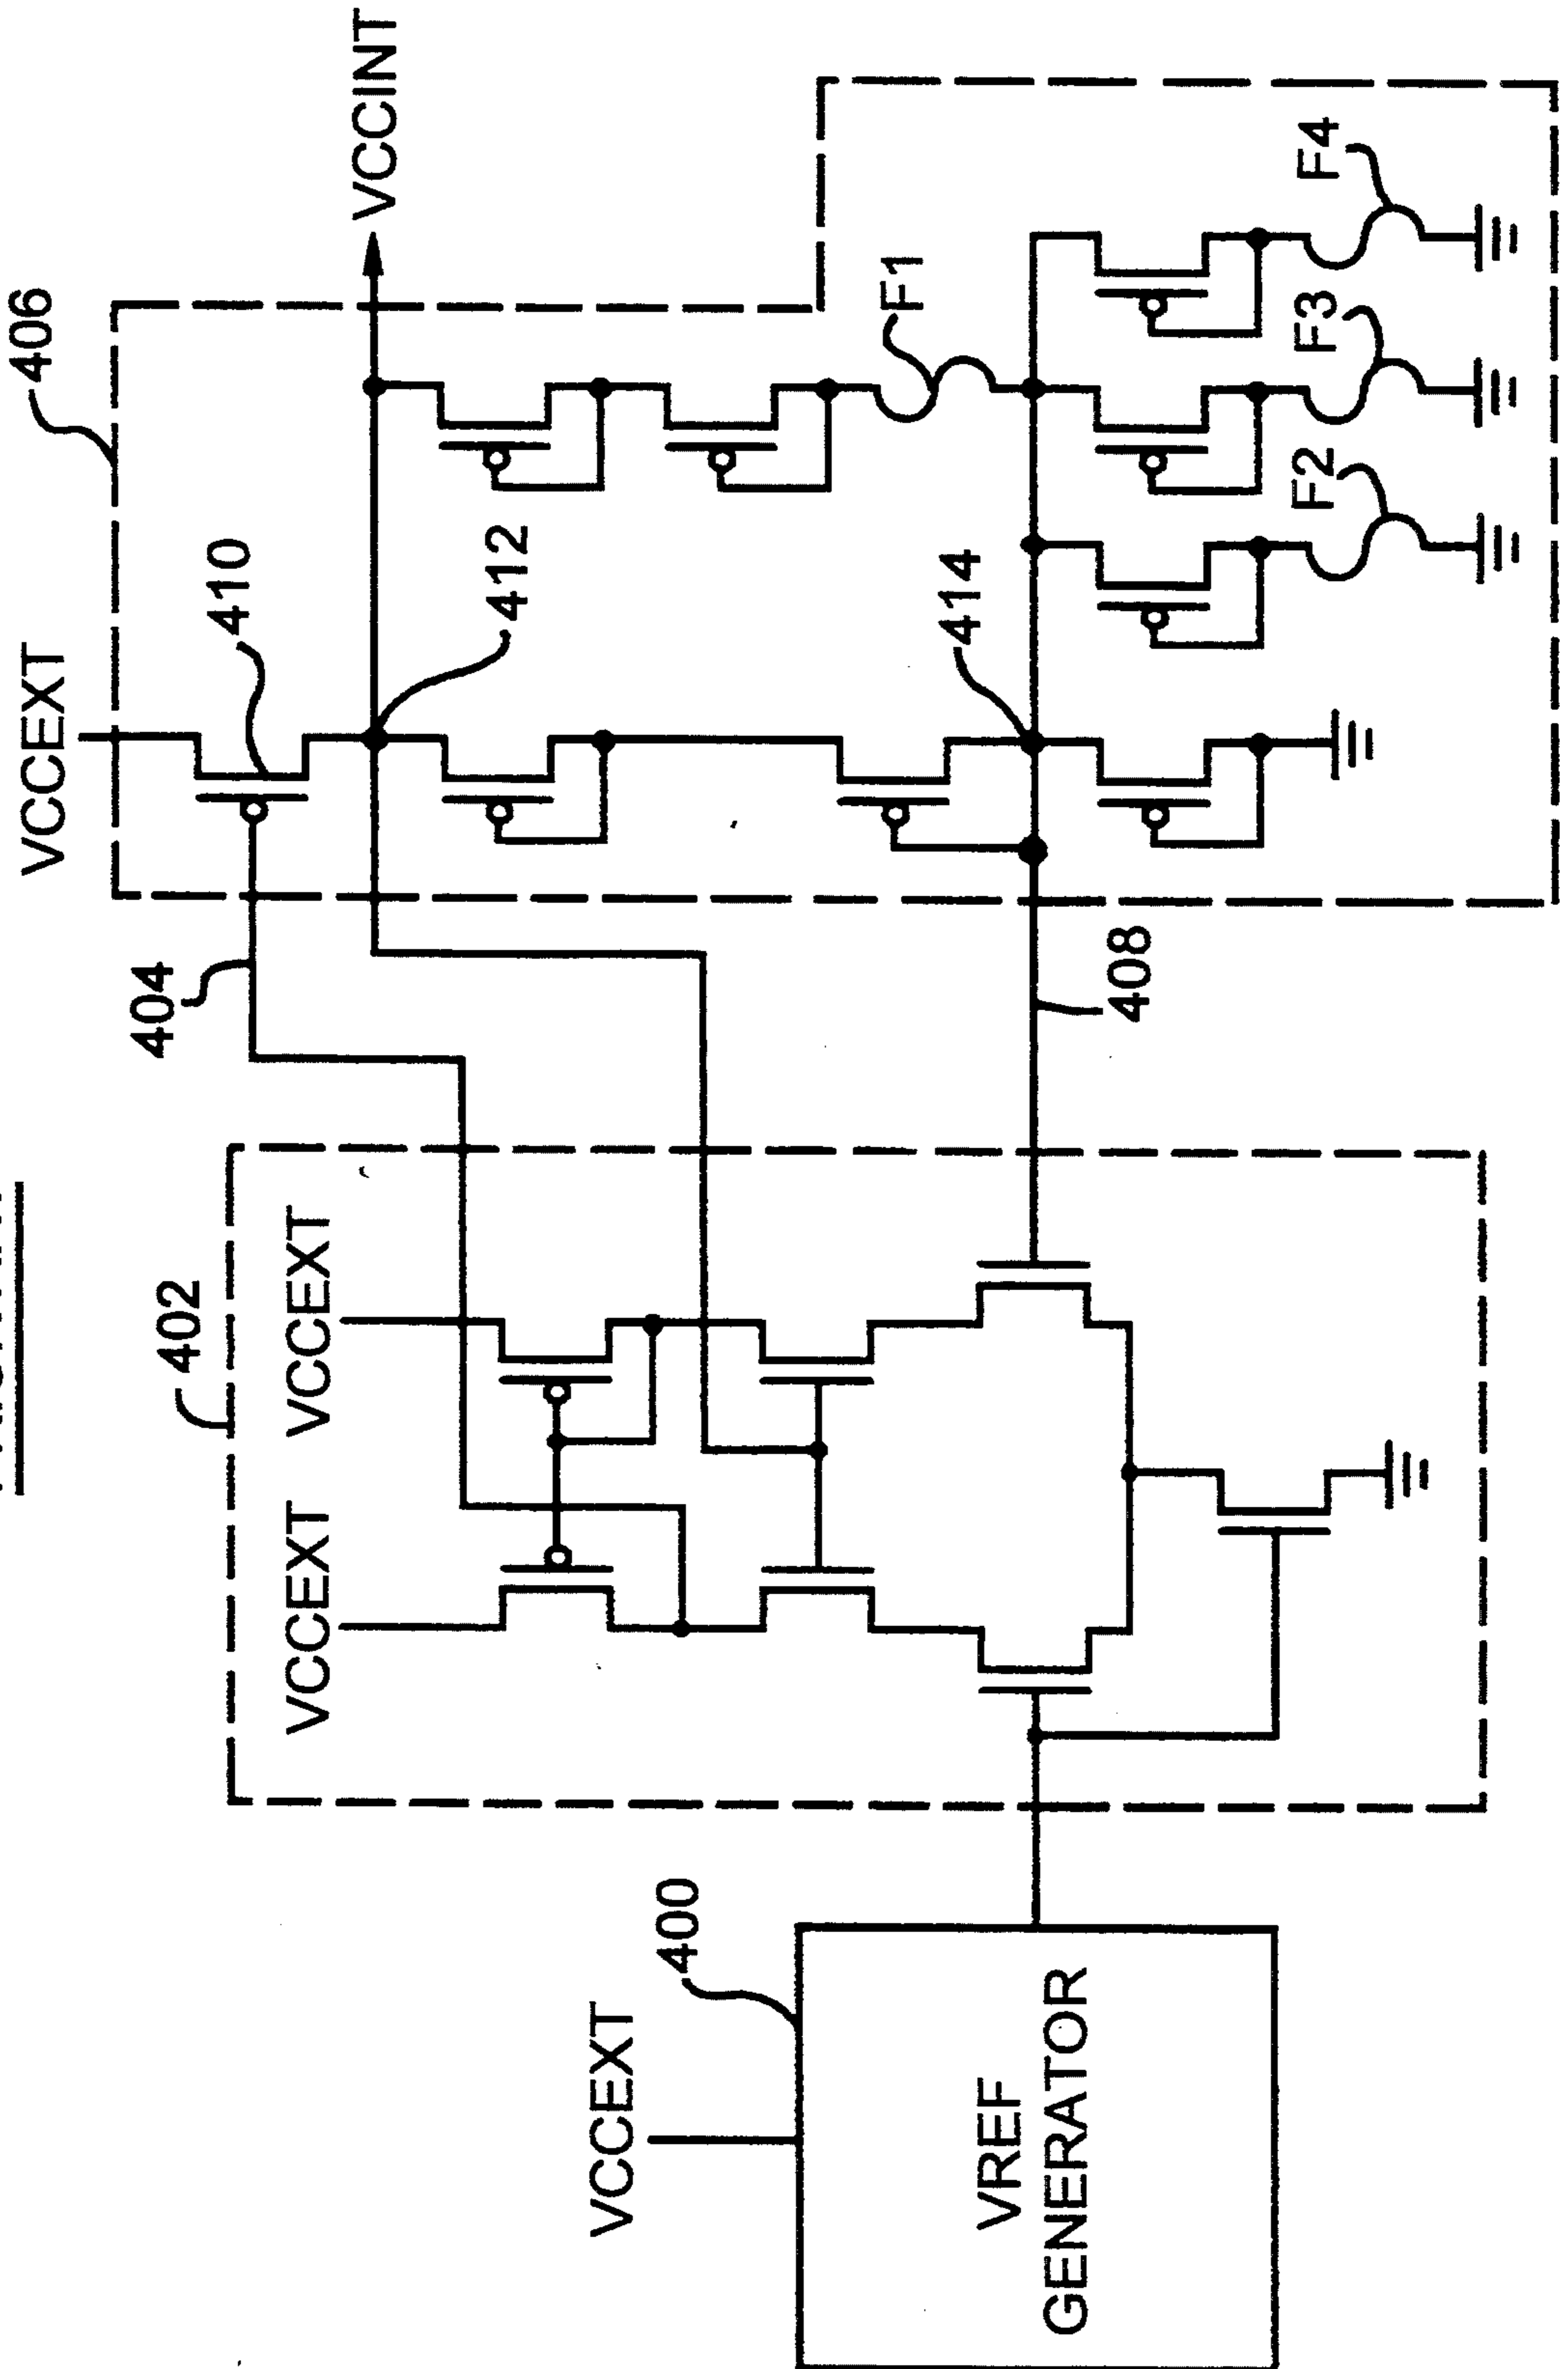 406
VCCEXT
410
VCCINT
412
404
F1
414
F2
F3
F4
408
402
VCCEXT
VCCEXT
400
VCCEXT
VREF
GENERATOR